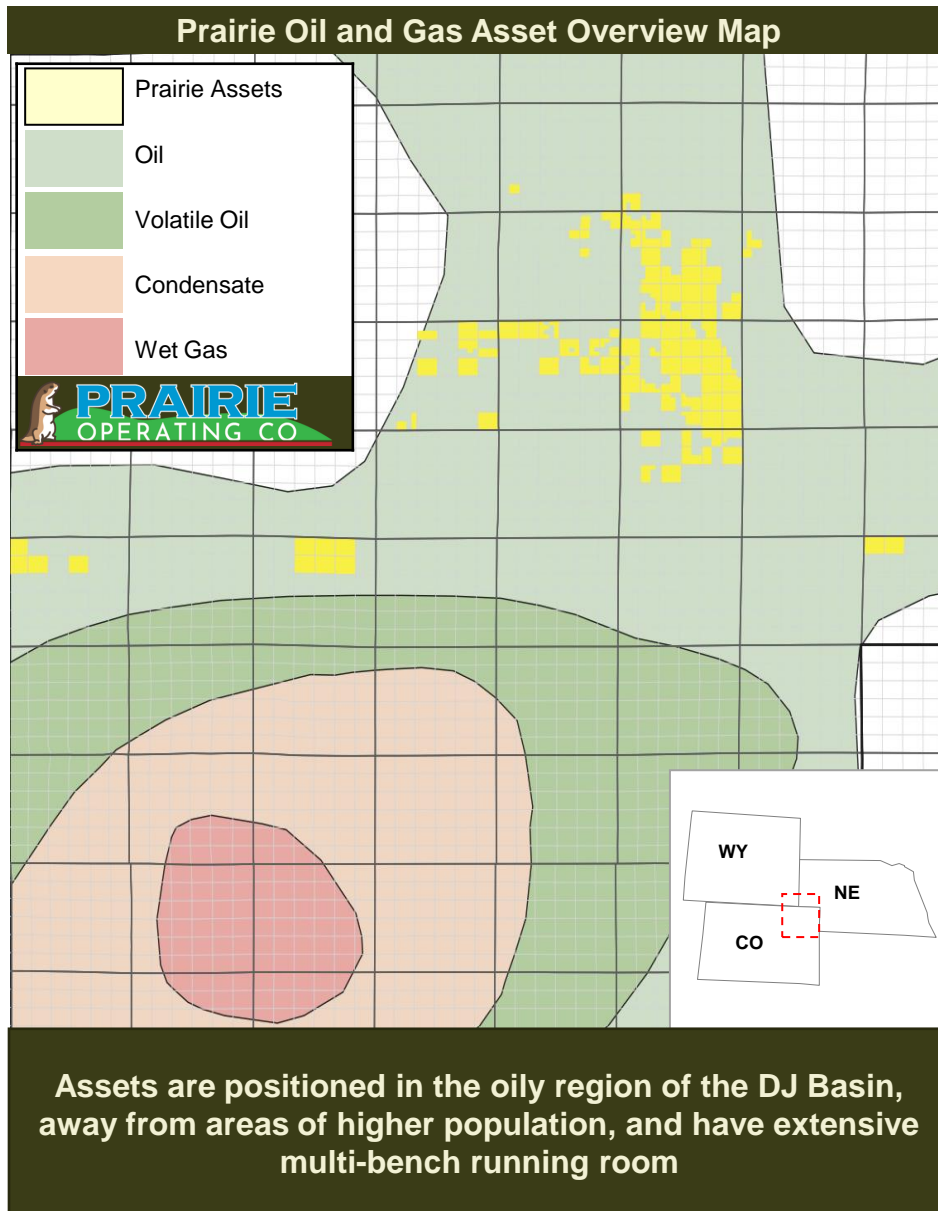 Prairie Oil and Gas Asset Overview Map
Prairie Assets
Oil
Volatile Oil
Condensate
Wet Gas
PRAIRIE
OPERATING CO
WY
NE
CO
Assets are positioned in the oily region of the DJ Basin,
away from areas of higher population, and have extensive
multi-bench running room